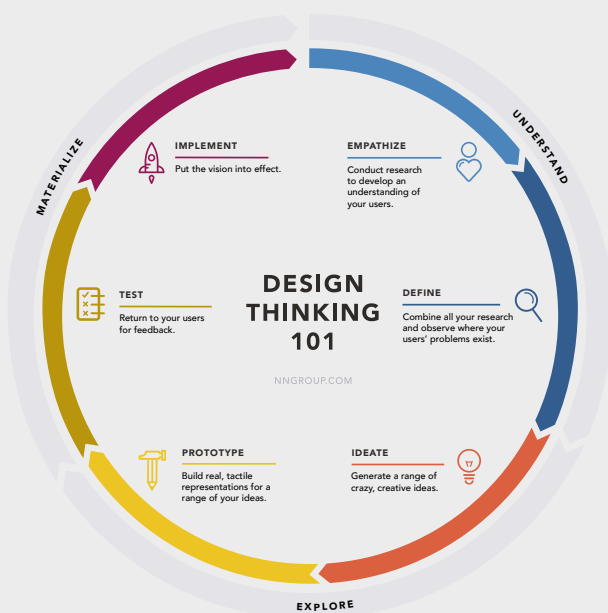 DESIGN
THINKING
101
NNGROUP.COM
UNDERSTAND
EMPATHIZE
Conduct research
to develop an
understanding of
your users.
DEFINE
Combine all your research
and observe where your
users' problems exist.
EXPLORE
IDEATE
Generate a range of
crazy, creative ideas.
PROTOTYPE
Build real, tactile
representations for a
range of your ideas.
MATERIALIZE
TEST
Return to your users
for feedback.
IMPLEMENT
Put the vision into effect.